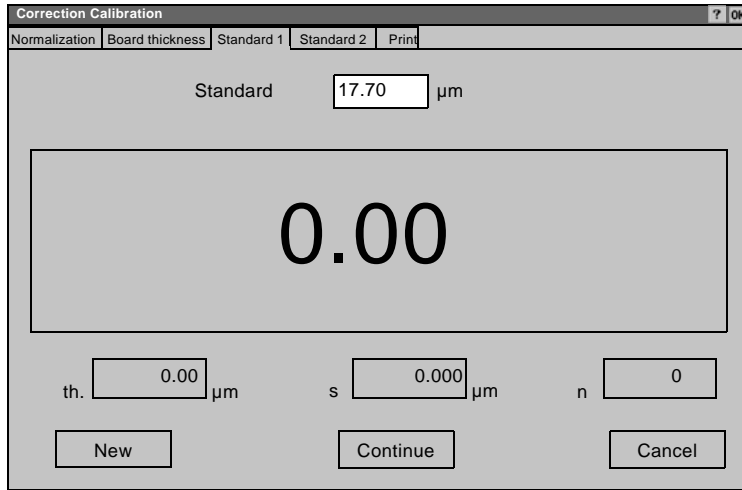 Correction Calibration ? OK
Normalization Board thickness Standard 1 Standard 2 Print
Standard 17.70 µm
0.00
th. 0.00 µm s 0.000 µm n 0
New Continue Cancel